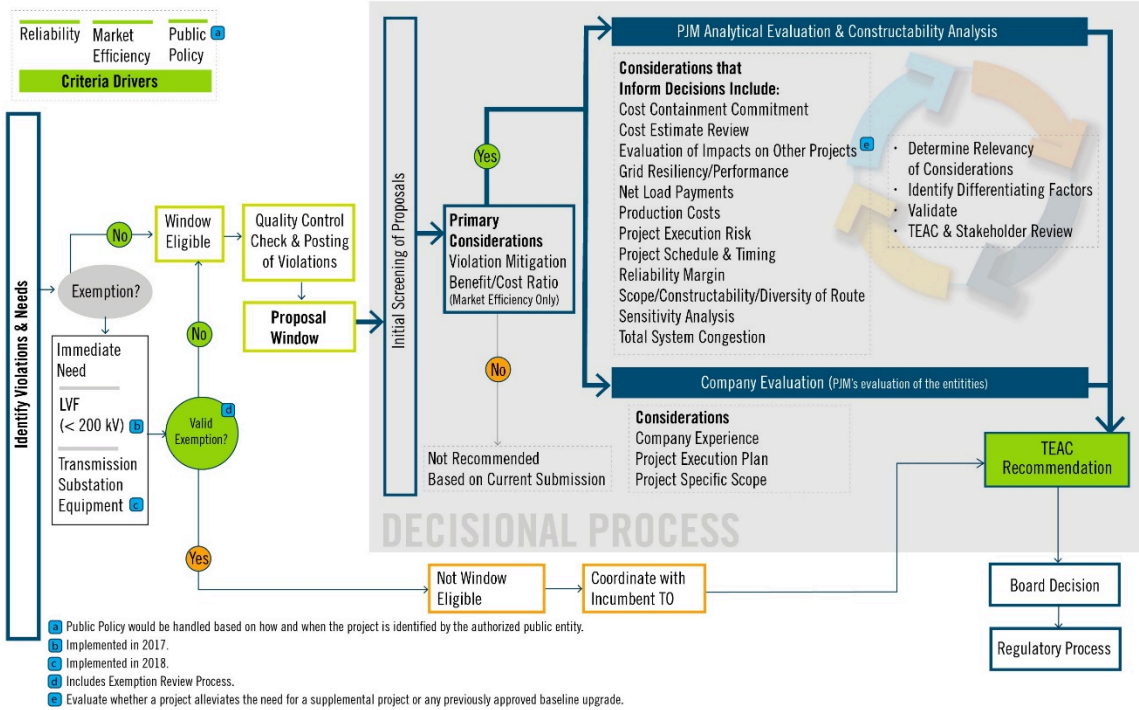 Reliability
Market
Efficiency
Public
Policy
a
Criteria Drivers
Identify Violations & Needs
Exemption?
No
Window
Eligible
Quality Control
Check & Posting
of Violations
Proposal
Window
Immediate
Need
LVF
(< 200 kV)
b
Transmission
Substation
Equipment
c
No
Valid
Exemption?
d
Yes
Initial Screening of Proposals
Primary
Considerations
Violation Mitigation
Benefit/Cost Ratio
(Market Efficiency Only)
Yes
No
Not Recommended
Based on Current Submission
PJM Analytical Evaluation & Constructability Analysis
Considerations that
Inform Decisions Include:
Cost Containment Commitment
Cost Estimate Review
Evaluation of Impacts on Other Projects
e
Grid Resiliency/Performance
Net Load Payments
Production Costs
Project Execution Risk
Project Schedule & Timing
Reliability Margin
Scope/Constructability/Diversity of Route
Sensitivity Analysis
Total System Congestion
· Determine Relevancy
of Considerations
· Identify Differentiating Factors
· Validate
· TEAC & Stakeholder Review
Company Evaluation (PJM's evaluation of the entities)
Considerations
Company Experience
Project Execution Plan
Project Specific Scope
DECISIONAL PROCESS
TEAC
Recommendation
Not Window
Eligible
Coordinate with
Incumbent TO
Board Decision
Regulatory Process
a Public Policy would be handled based on how and when the project is identified by the authorized public entity.
b Implemented in 2017.
c Implemented in 2018.
d Includes Exemption Review Process.
e Evaluate whether a project alleviates the need for a supplemental project or any previously approved baseline upgrade.